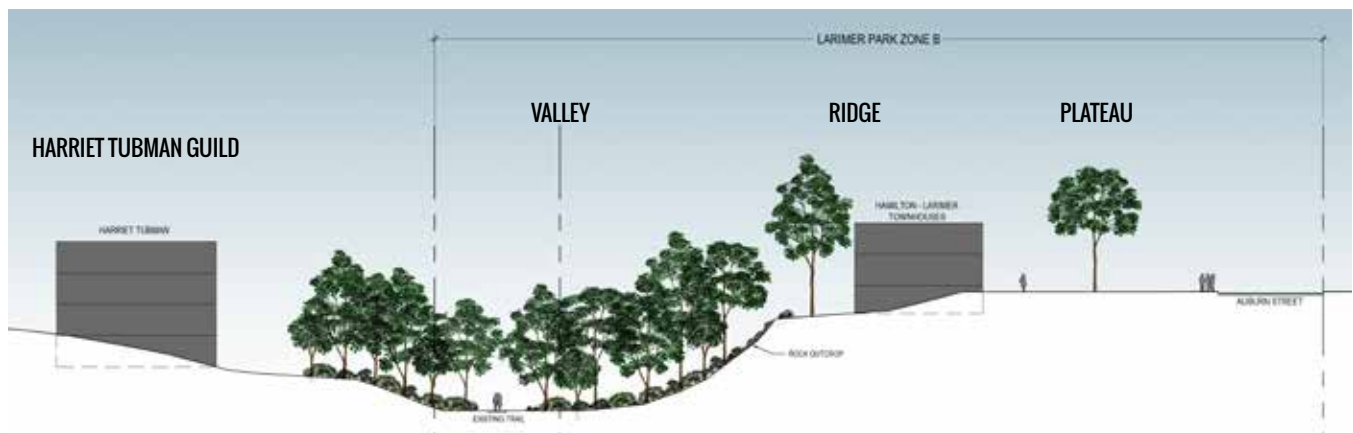 LARIMER PARK ZONE B
VALLEY
RIDGE
PLATEAU
HARRIET TUBMAN GUILD
HARRIET TUBMAN
HAMILTON - LARIMER
TOWNHOUSES
AUBURN STREET
ROCK OUTCROP
EXISTING TRAIL